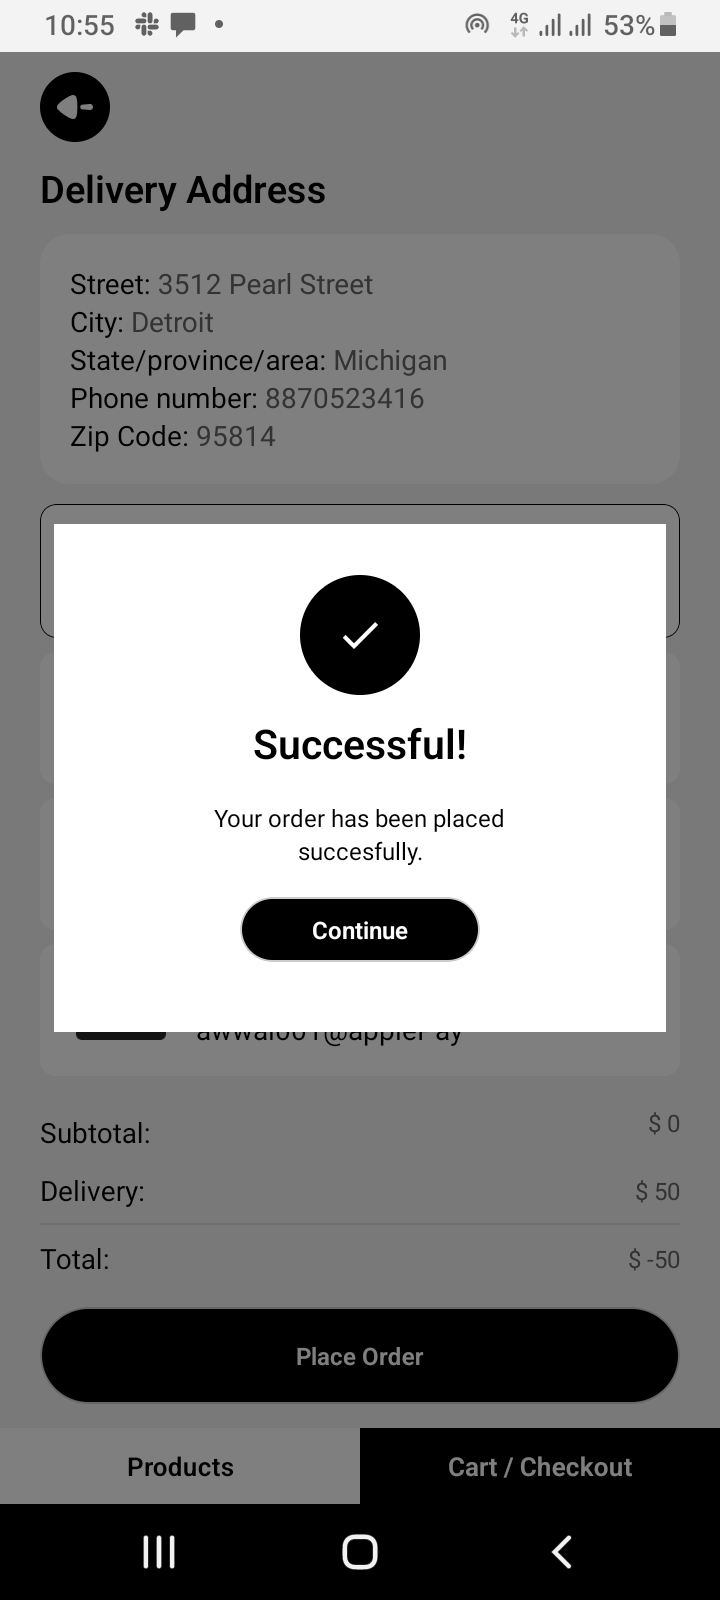 10:55
4G
53%
Delivery Address
Street: 3512 Pearl Street
City: Detroit
State/province/area: Michigan
Phone number: 8870523416
Zip Code: 95814
Successful!
Your order has been placed
succesfully.
Continue
awwal001@applePay
Subtotal:
$ 0
Delivery:
$ 50
Total:
$ -50
Place Order
Products
Cart / Checkout